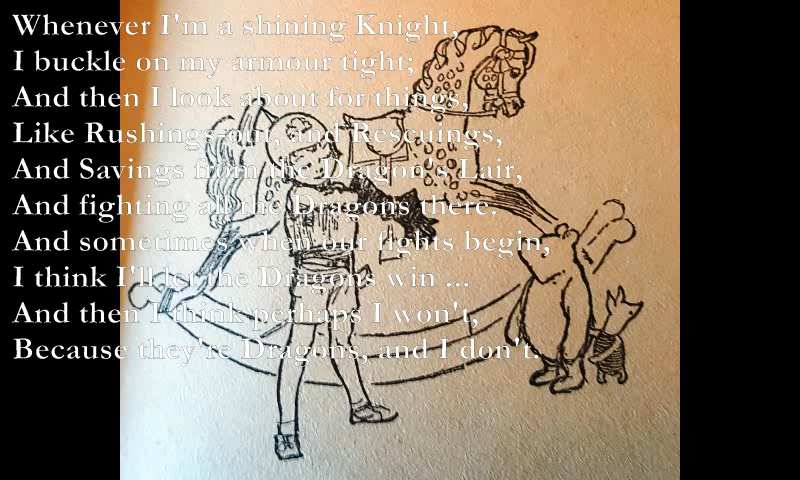 Whenever I'm a shining Knight,
I buckle on my armour tight;
And then I look about for things,
Like Rushings-out, and Rescuings,
And Savings from the Dragon's Lair,
And fighting all the Dragons there.
And sometimes when our fights begin,
I think I'll let the Dragons win ...
And then I think perhaps I won't,
Because they're Dragons, and I don't.